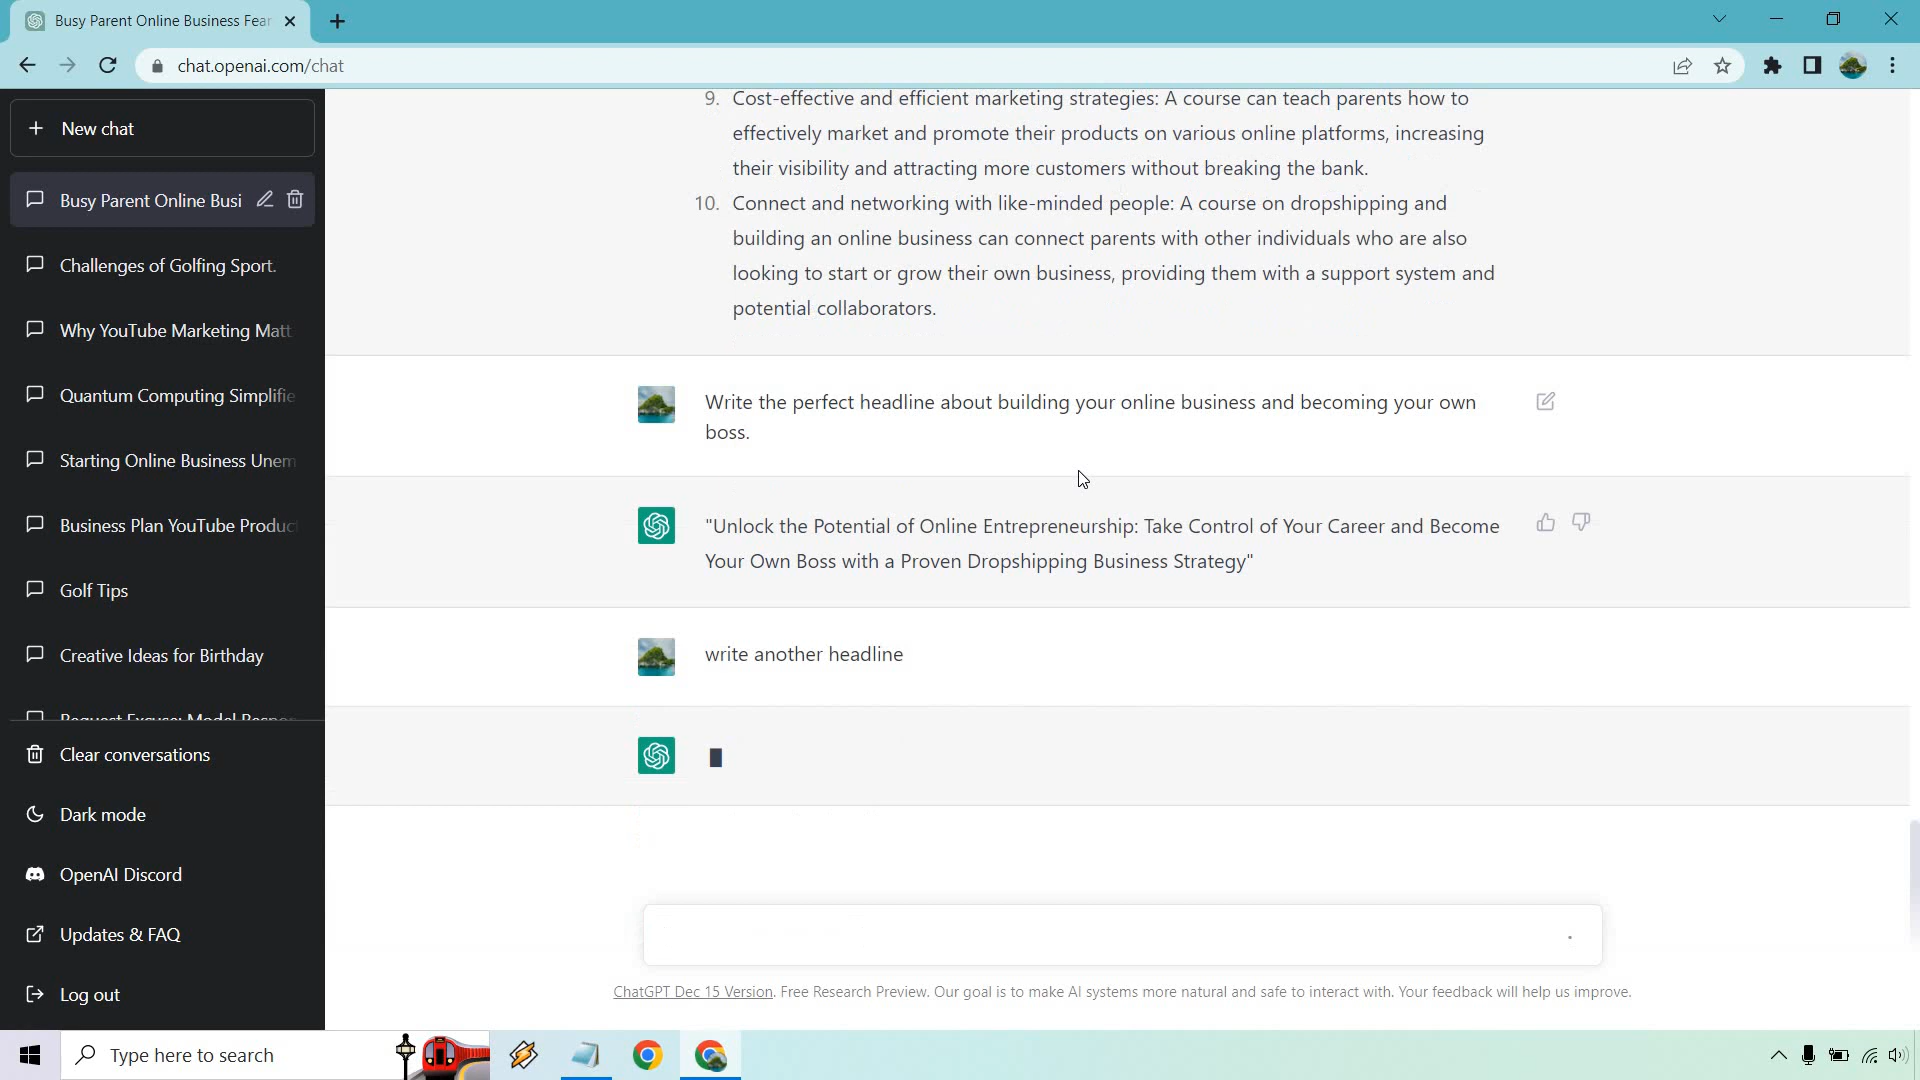 Busy Parent Online Business Fear
chat.openai.com/chat
New chat
Busy Parent Online Busi
Challenges of Golfing Sport.
Why YouTube Marketing Matt
Quantum Computing Simplifie
Starting Online Business Unem
Business Plan YouTube Produc
Golf Tips
Creative Ideas for Birthday
Request Excuse: Model Respo
Clear conversations
Dark mode
OpenAI Discord
Updates & FAQ
Log out
9. Cost-effective and efficient marketing strategies: A course can teach parents how to
effectively market and promote their products on various online platforms, increasing
their visibility and attracting more customers without breaking the bank.
10. Connect and networking with like-minded people: A course on dropshipping and
building an online business can connect parents with other individuals who are also
looking to start or grow their own business, providing them with a support system and
potential collaborators.
Write the perfect headline about building your online business and becoming your own
boss.
"Unlock the Potential of Online Entrepreneurship: Take Control of Your Career and Become
Your Own Boss with a Proven Dropshipping Business Strategy"
write another headline
ChatGPT Dec 15 Version. Free Research Preview. Our goal is to make AI systems more natural and safe to interact with. Your feedback will help us improve.
Type here to search